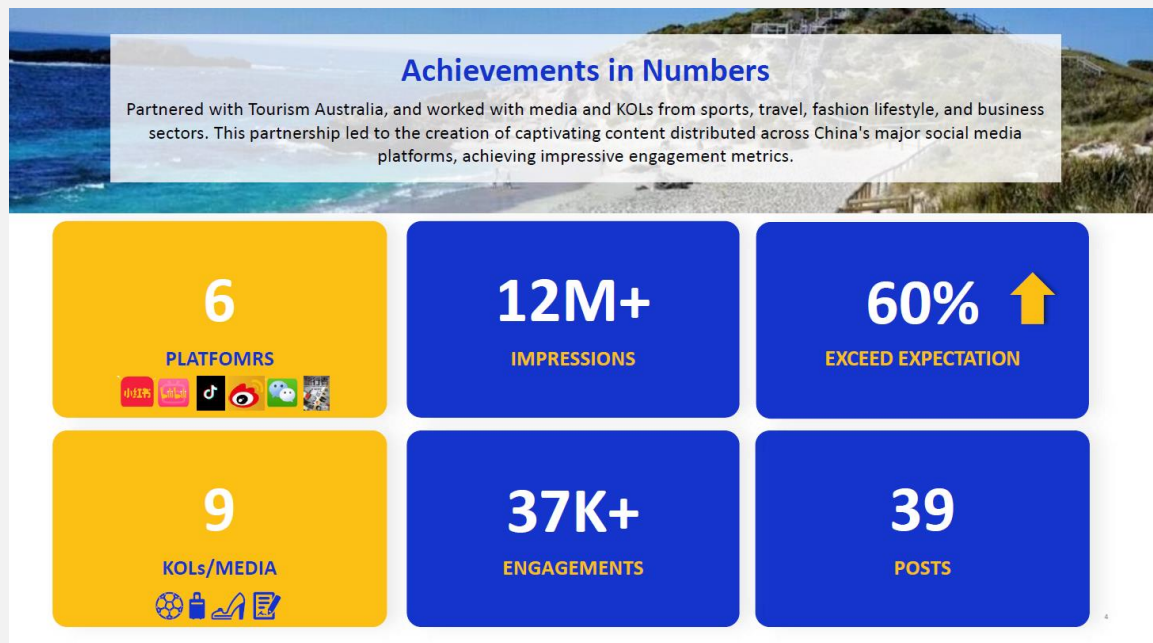 Achievements in Numbers
Partnered with Tourism Australia, and worked with media and KOLs from sports, travel, fashion lifestyle, and business
sectors. This partnership led to the creation of captivating content distributed across China's major social media
platforms, achieving impressive engagement metrics.
6
PLATFOMRS
小红书
bilibili
12M+
IMPRESSIONS
60%
EXCEED EXPECTATION
9
KOLs/MEDIA
37K+
ENGAGEMENTS
39
POSTS
4